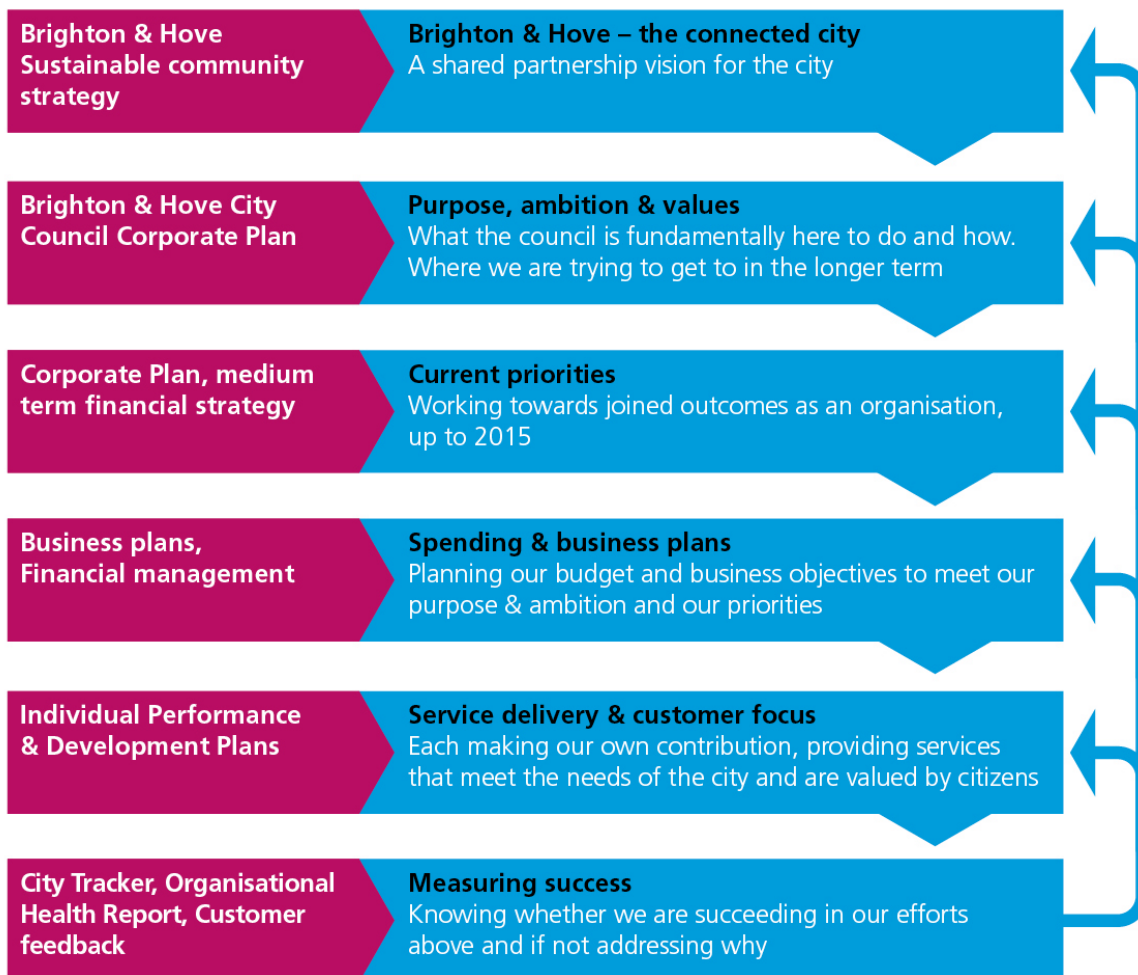 Brighton & Hove
Sustainable community
strategy
Brighton & Hove – the connected city
A shared partnership vision for the city
Brighton & Hove City
Council Corporate Plan
Purpose, ambition & values
What the council is fundamentally here to do and how.
Where we are trying to get to in the longer term
Corporate Plan, medium
term financial strategy
Current priorities
Working towards joined outcomes as an organisation,
up to 2015
Business plans,
Financial management
Spending & business plans
Planning our budget and business objectives to meet our
purpose & ambition and our priorities
Individual Performance
& Development Plans
Service delivery & customer focus
Each making our own contribution, providing services
that meet the needs of the city and are valued by citizens
City Tracker, Organisational
Health Report, Customer
feedback
Measuring success
Knowing whether we are succeeding in our efforts
above and if not addressing why